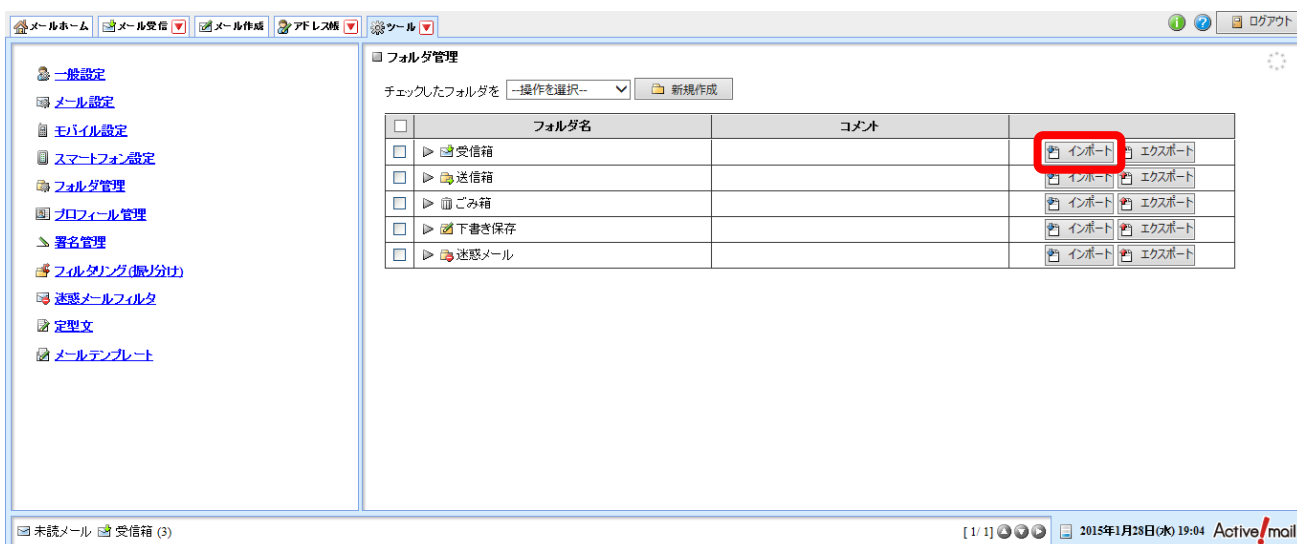 メールホーム メール受信 メール作成 アドレス帳 ツール ログアウト
一般設定
メール設定
モバイル設定
スマートフォン設定
フォルダ管理
プロフィール管理
署名管理
フィルタリング(振り分け)
迷惑メールフィルタ
定型文
メールテンプレート
フォルダ管理
チェックしたフォルダを --操作を選択-- 新規作成
フォルダ名 コメント
受信箱 インポート エクスポート
送信箱 インポート エクスポート
ごみ箱 インポート エクスポート
下書き保存 インポート エクスポート
迷惑メール インポート エクスポート
未読メール 受信箱 (3) [ 1/ 1] 2015年1月28日(水) 19:04 Active!mail